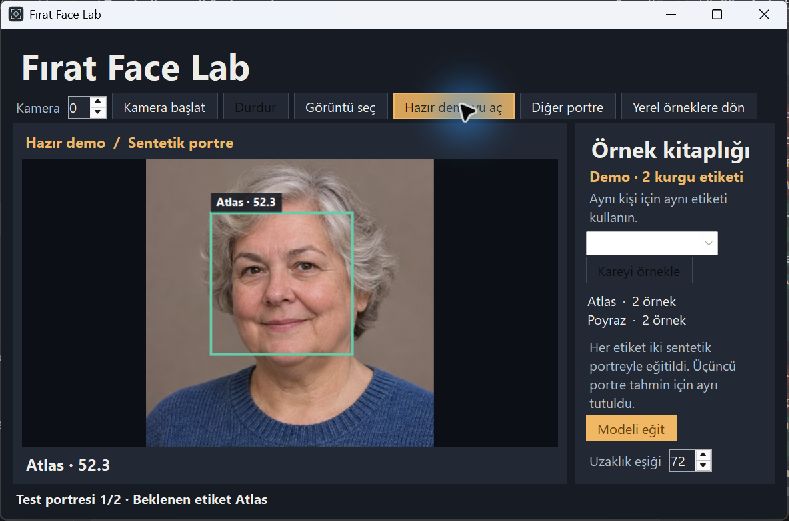 Fırat Face Lab
Fırat Face Lab
Kamera 0 Kamera başlat Durdur Görüntü seç Hazır demoyu aç Diğer portre Yerel örneklere dön
Hazır demo / Sentetik portre
Atlas · 52.3
Atlas · 52.3
Örnek kitaplığı
Demo · 2 kurgu etiketi
Aynı kişi için aynı etiketi
kullanın.
Kareyi örnekle
Atlas · 2 örnek
Poyraz · 2 örnek
Her etiket iki sentetik
portreyle eğitildi. Üçüncü
portre tahmin için ayrı
tutuldu.
Modeli eğit
Uzaklık eşiği 72
Test portresi 1/2 · Beklenen etiket Atlas